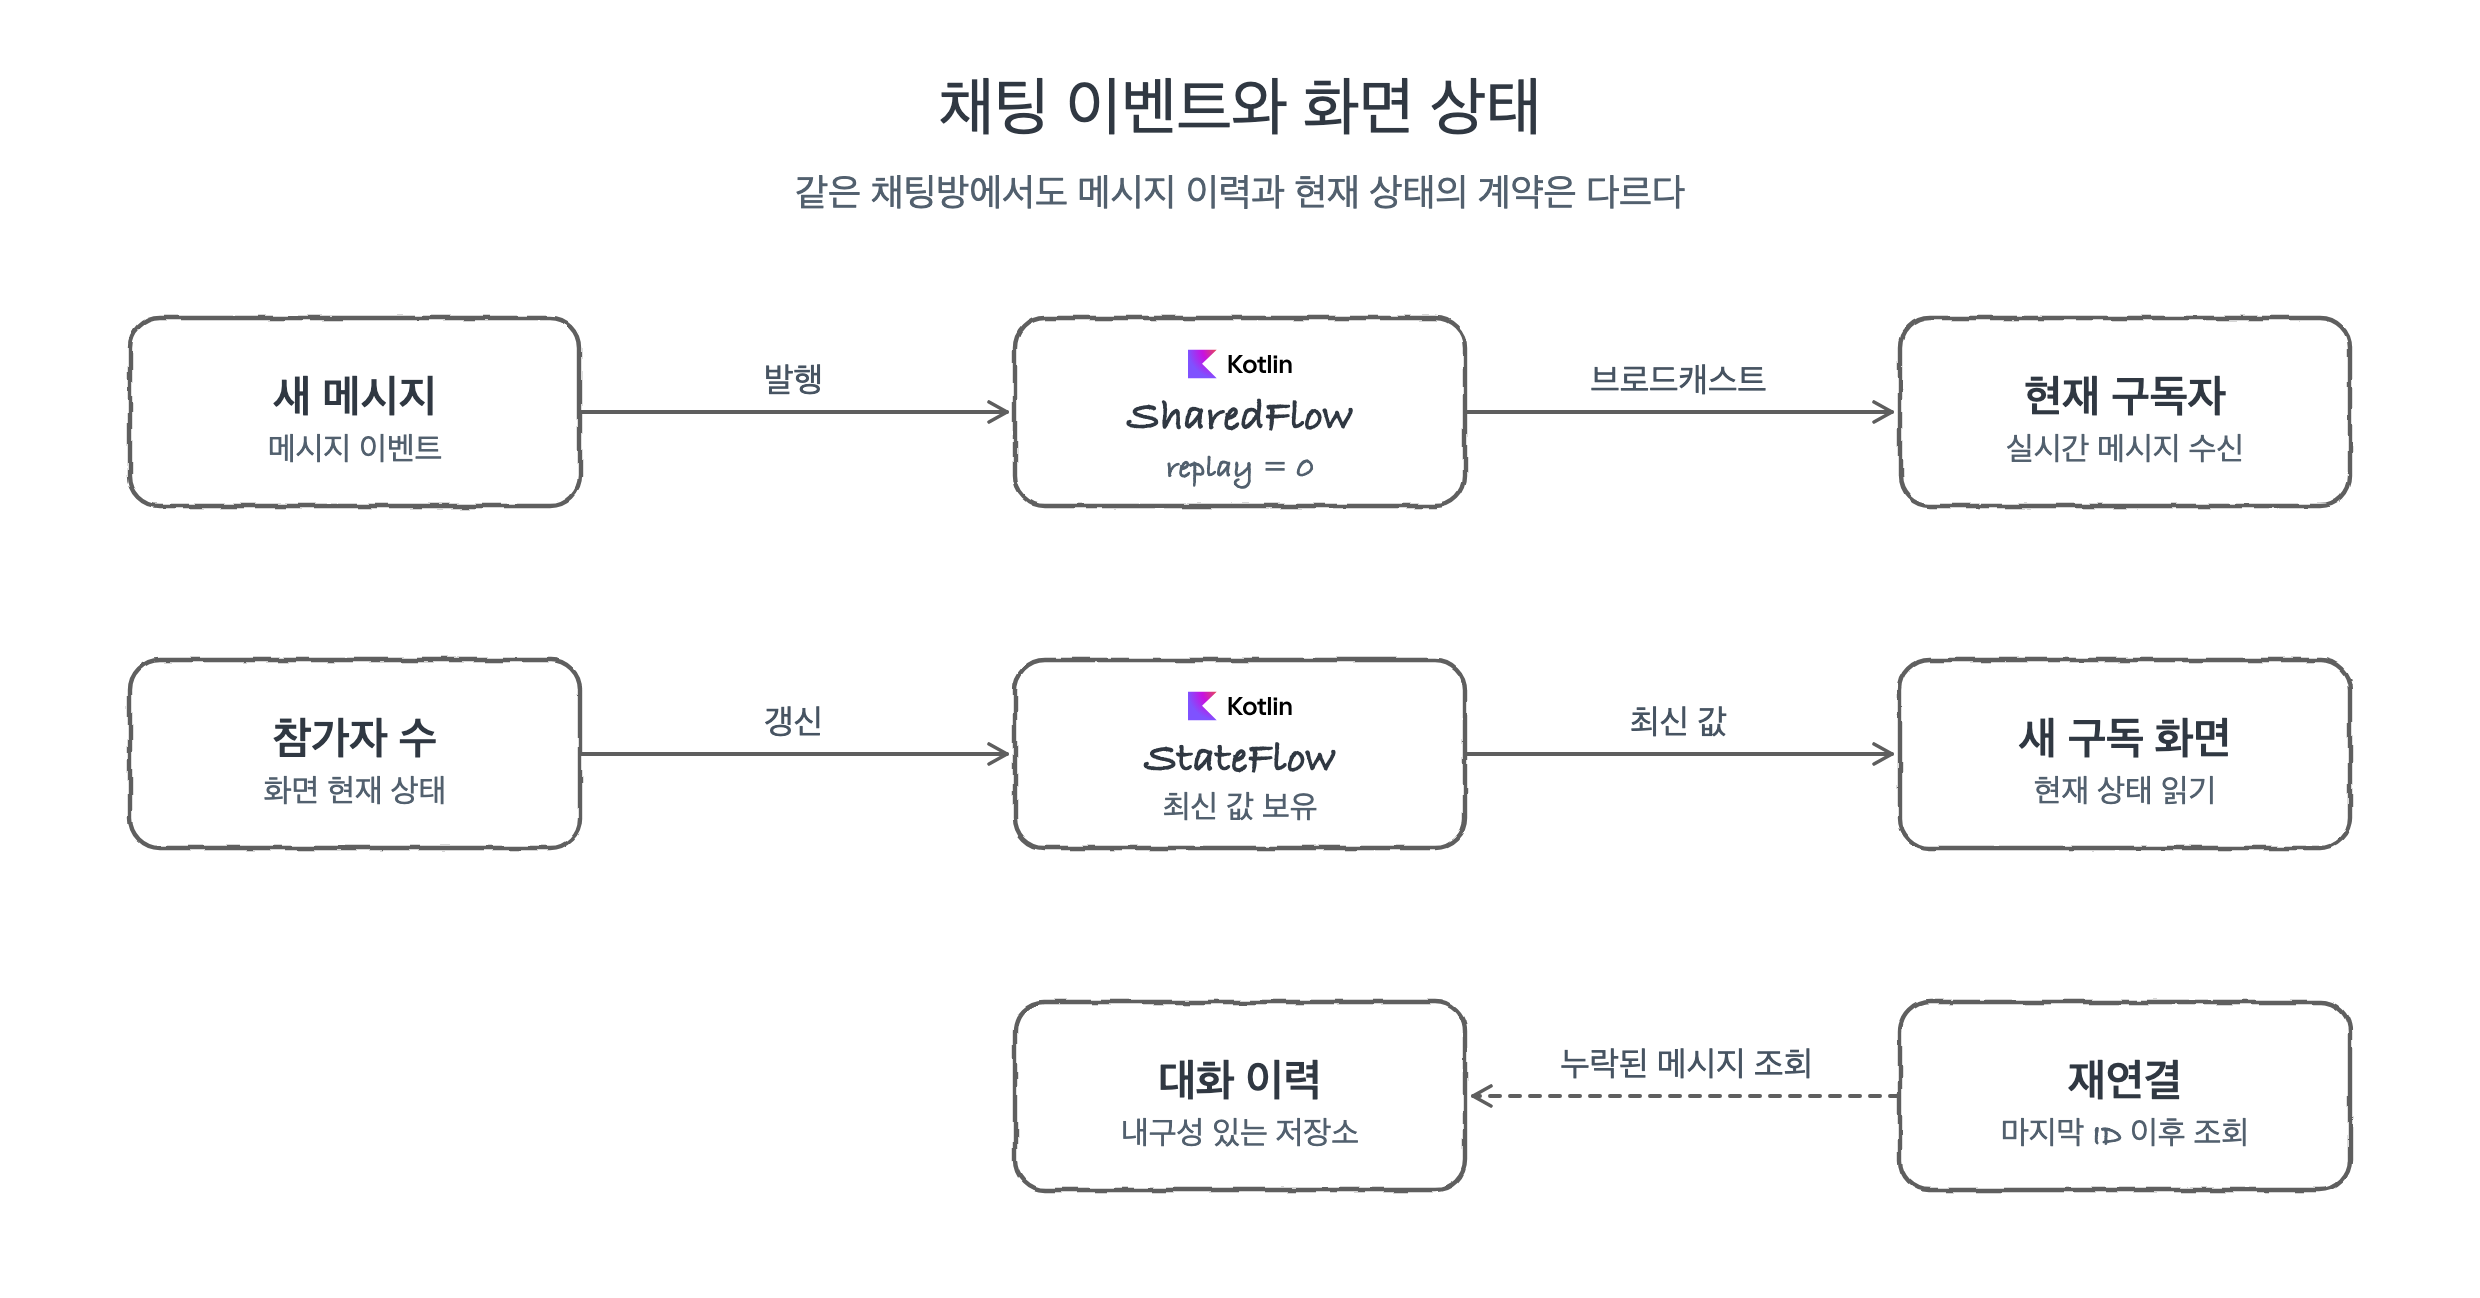 채팅 이벤트와 화면 상태
같은 채팅방에서도 메시지 이력과 현재 상태의 계약은 다르다
새 메시지
메시지 이벤트
발행
Kotlin
SharedFlow
replay = 0
브로드캐스트
현재 구독자
실시간 메시지 수신
참가자 수
화면 현재 상태
갱신
Kotlin
StateFlow
최신 값 보유
최신 값
새 구독 화면
현재 상태 읽기
대화 이력
내구성 있는 저장소
누락된 메시지 조회
재연결
마지막 ID 이후 조회